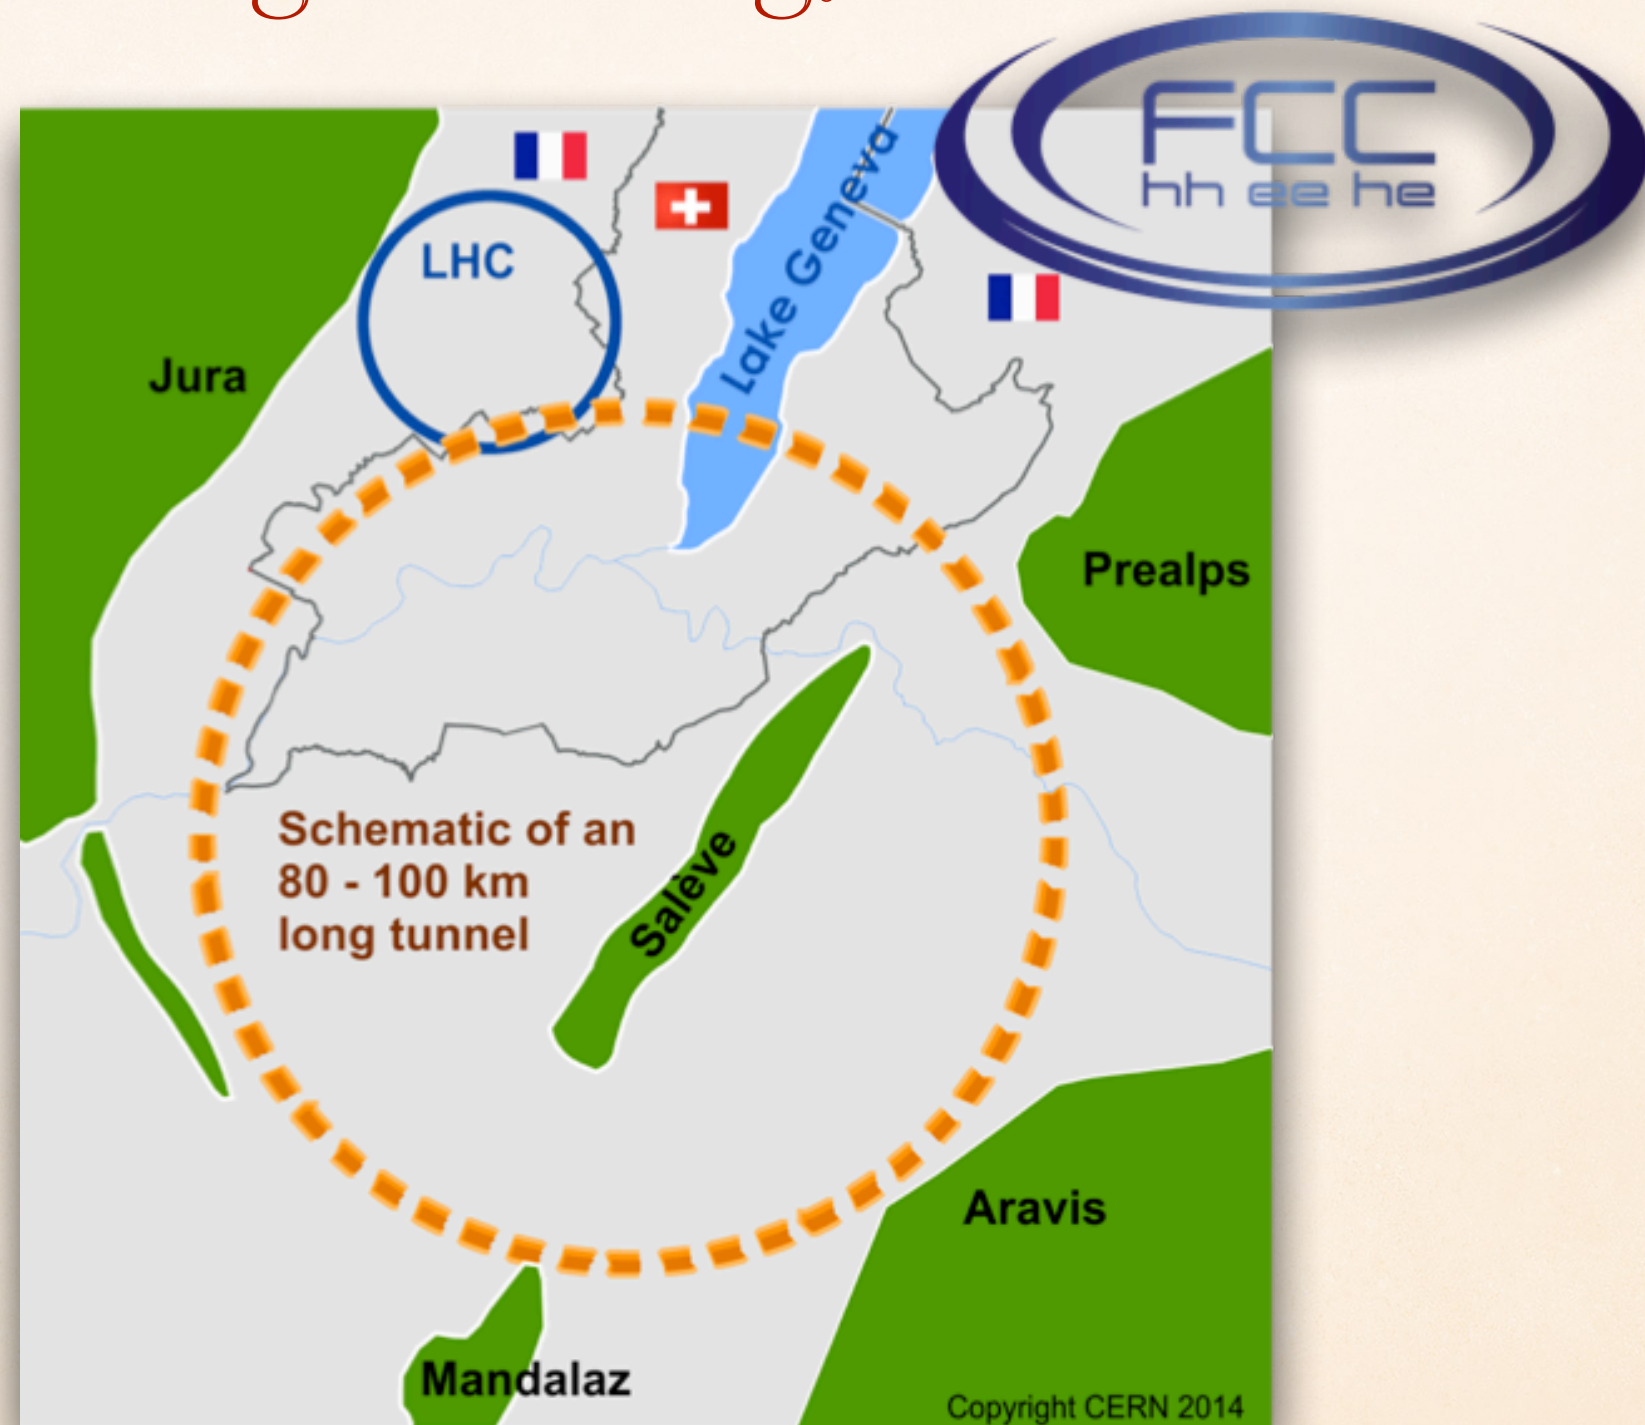 FCC
hh ee he
LHC
Lake Geneva
Jura
Prealps
Schematic of an
80 - 100 km
long tunnel
Salève
Aravis
Mandalaz
Copyright CERN 2014